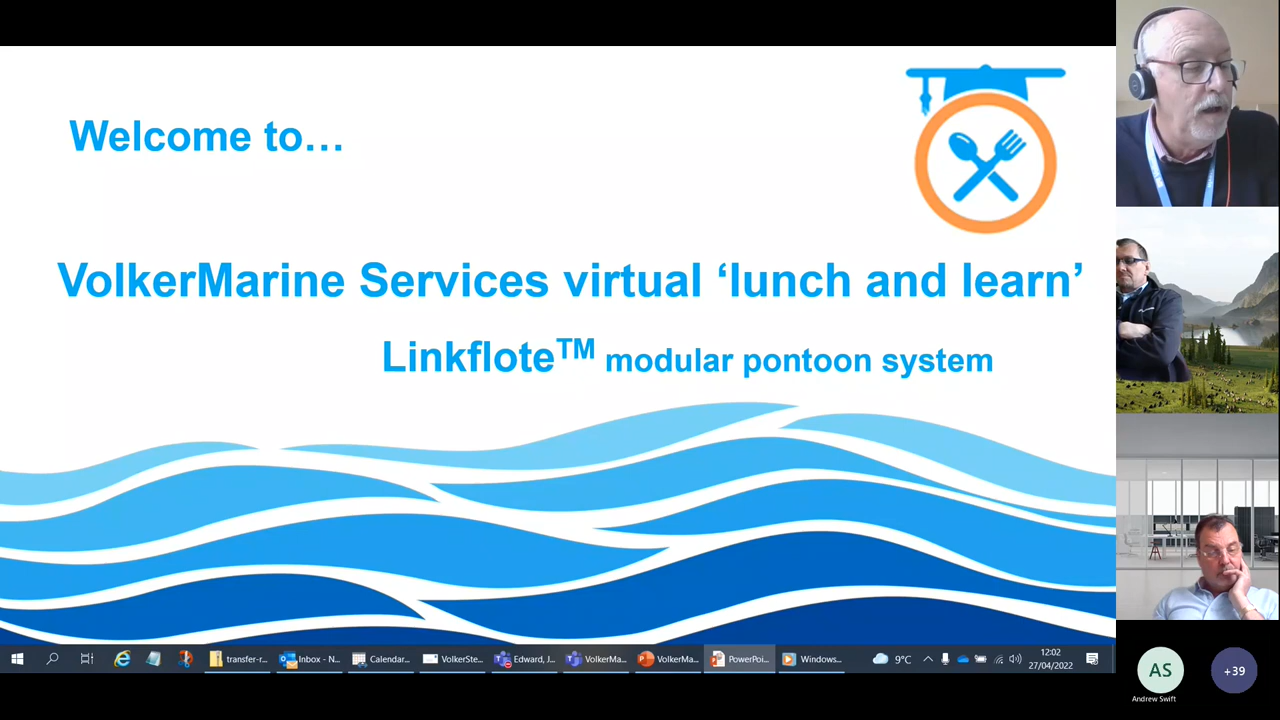 Welcome to…
VolkerMarine Services virtual ‘lunch and learn’
Linkflote™ modular pontoon system
transfer-r...
Inbox - N...
Calendar...
VolkerSte...
Edward, J...
VolkerMa...
VolkerMa...
PowerPoi...
Windows...
9°C
12:02
27/04/2022
AS
+39
Andrew Swift